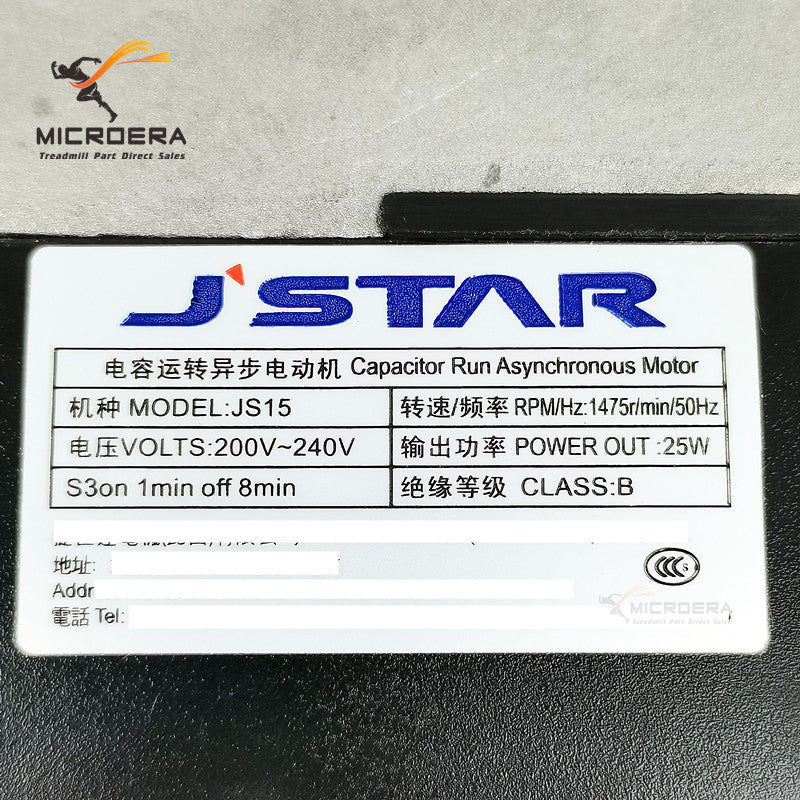 MICROERA
Treadmill Part Direct Sales
J'STAR
电容运转异步电动机 Capacitor Run Asynchronous Motor
机种 MODEL:JS15
转速/频率 RPM/Hz:1475r/min/50Hz
电压VOLTS:200V~240V
输出功率 POWER OUT :25W
S3on 1min off 8min
绝缘等级 CLASS:B
地址:
Addr
CCC S
電話 Tel:
MICROERA
Treadmill Part Direct Sales